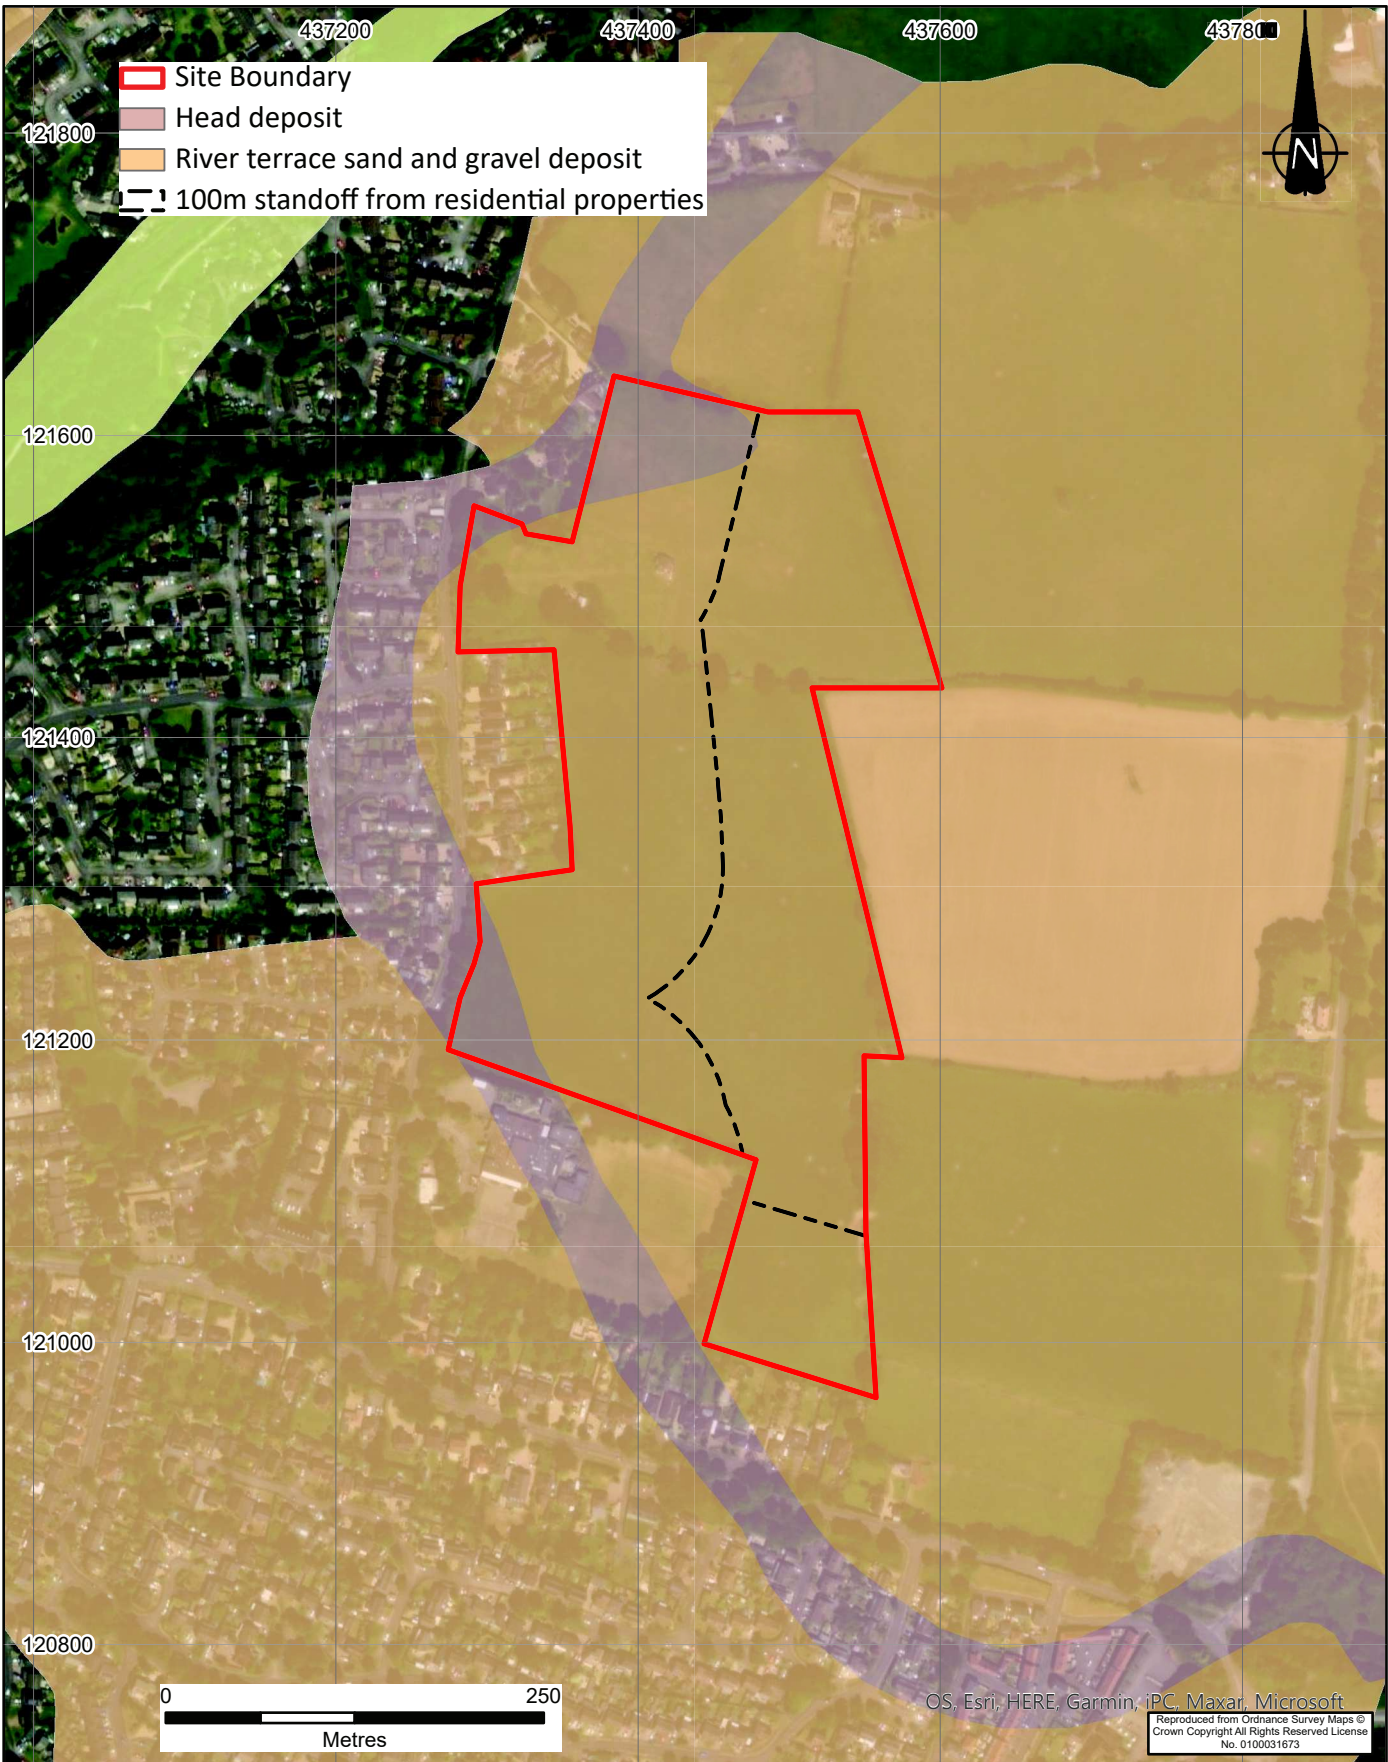 437200 437400 437600 437800
Site Boundary
Head deposit
121800
River terrace sand and gravel deposit
100m standoff from residential properties
N
121600
121400
121200
121000
120800
0 250
Metres
OS, Esri, HERE, Garmin, iPC, Maxar, Microsoft
Reproduced from Ordnance Survey Maps ©
Crown Copyright All Rights Reserved License
No. 0100031673